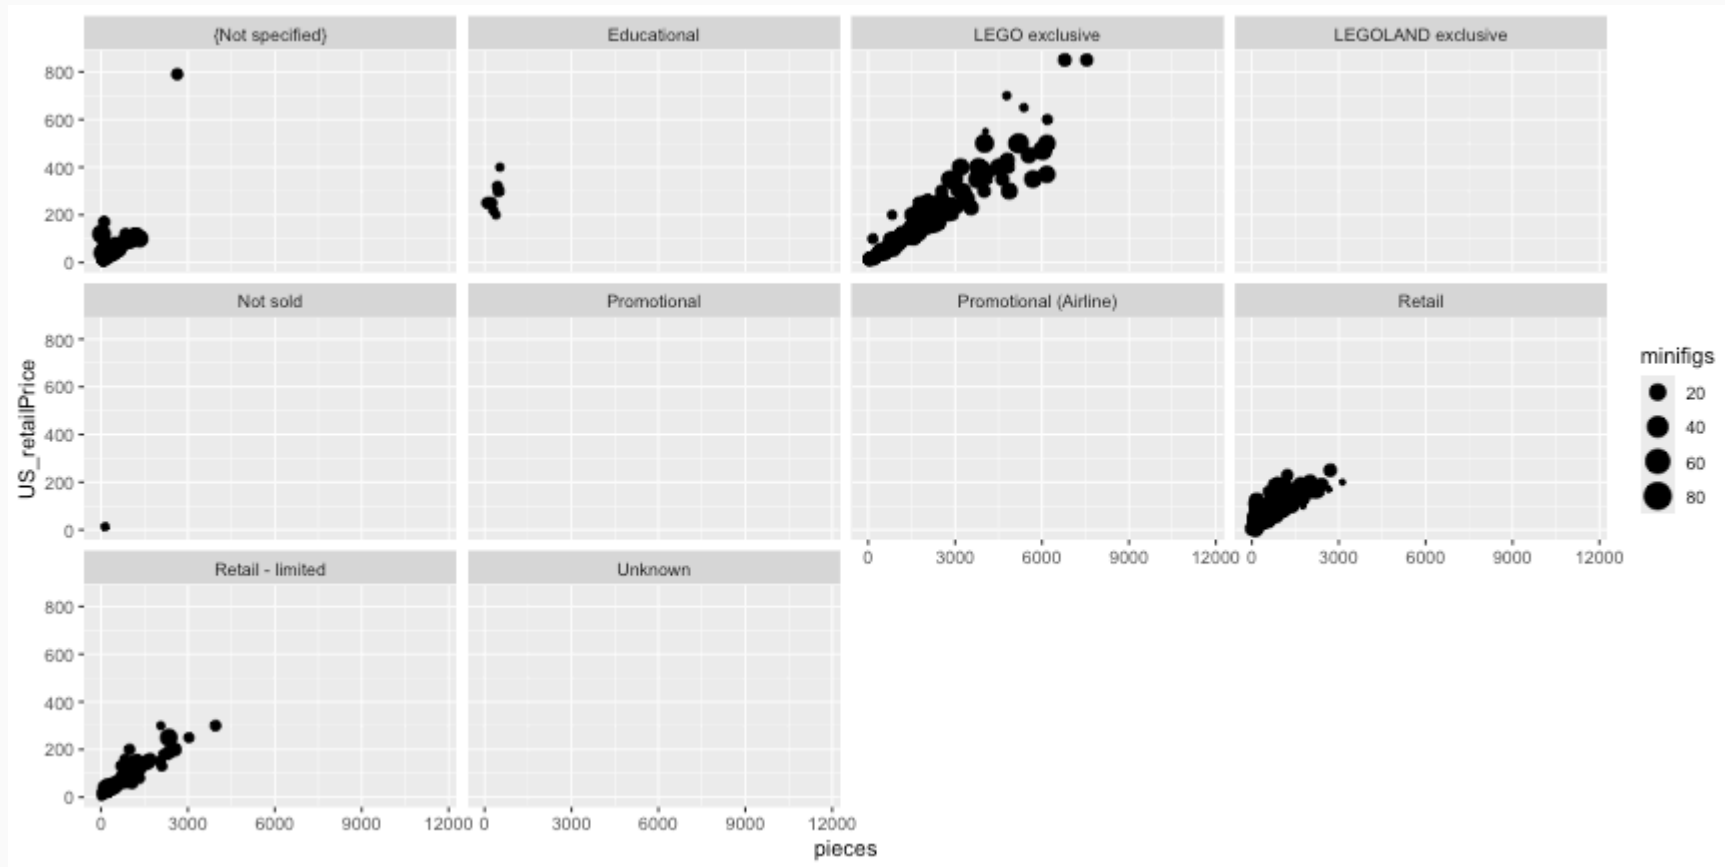 {Not specified} Educational LEGO exclusive LEGOLAND exclusive
800
600
400
200
0
Not sold Promotional Promotional (Airline) Retail
800
600
400
200
0
0 3000 6000 9000 12000 0 3000 6000 9000 12000
Retail - limited Unknown
800
600
400
200
0
0 3000 6000 9000 12000 0 3000 6000 9000 12000
pieces
US_retailPrice
minifigs
20
40
60
80